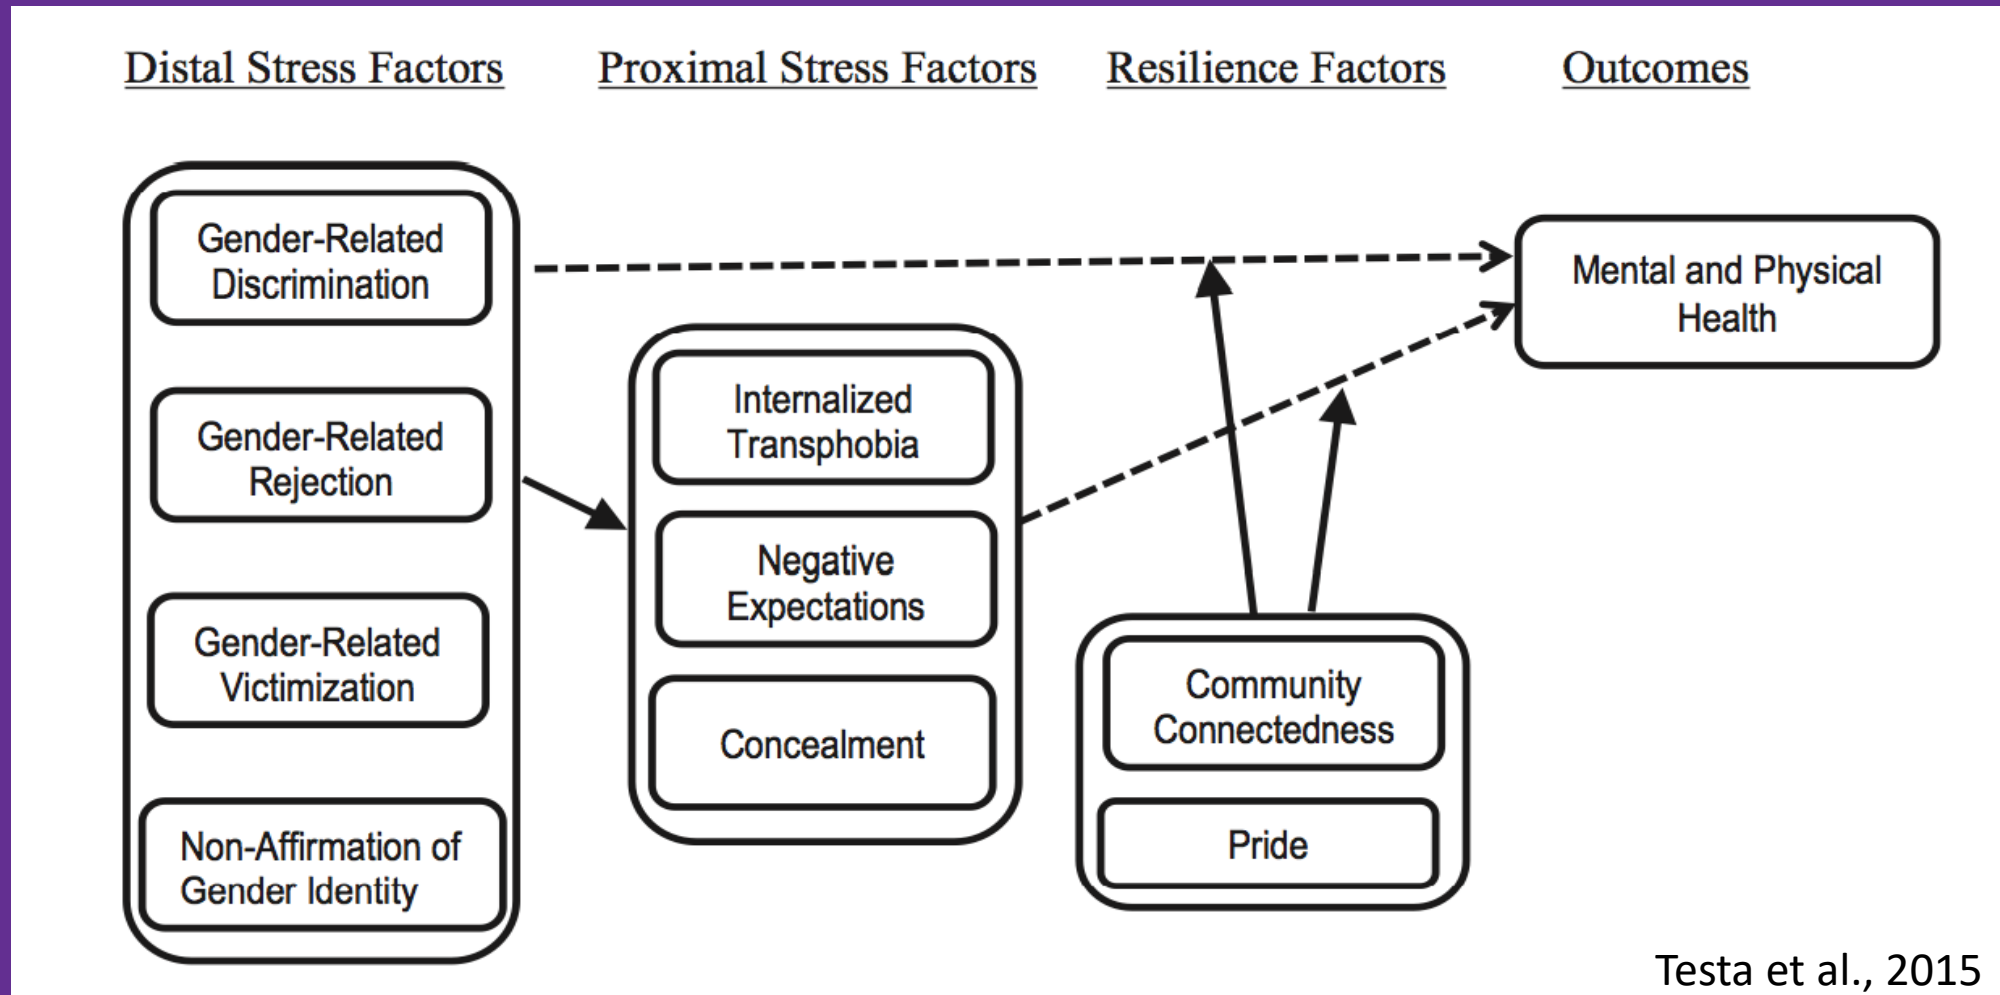 Distal Stress Factors
Proximal Stress Factors
Resilience Factors
Outcomes
Gender-Related
Discrimination
Gender-Related
Rejection
Gender-Related
Victimization
Non-Affirmation of
Gender Identity
Internalized
Transphobia
Negative
Expectations
Concealment
Community
Connectedness
Pride
Mental and Physical
Health
Testa et al., 2015